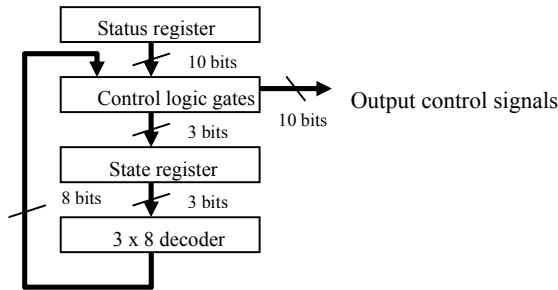 Status register
10 bits
Control logic gates
Output control signals
10 bits
3 bits
State register
8 bits
3 bits
3 x 8 decoder